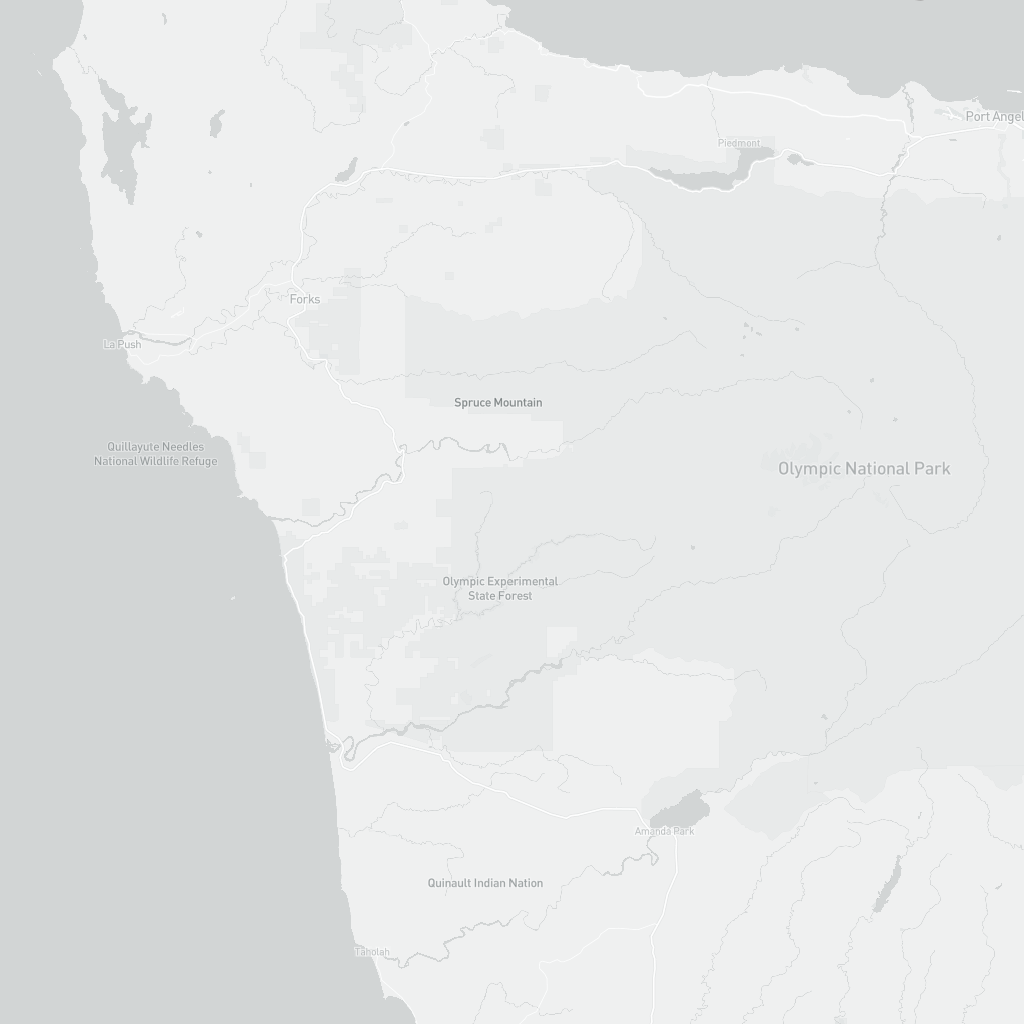 Port Angel
Piedmont
Forks
La Push
Spruce Mountain
Quillayute Needles
National Wildlife Refuge
Olympic National Park
Olympic Experimental
State Forest
Amanda Park
Quinault Indian Nation
Taholah